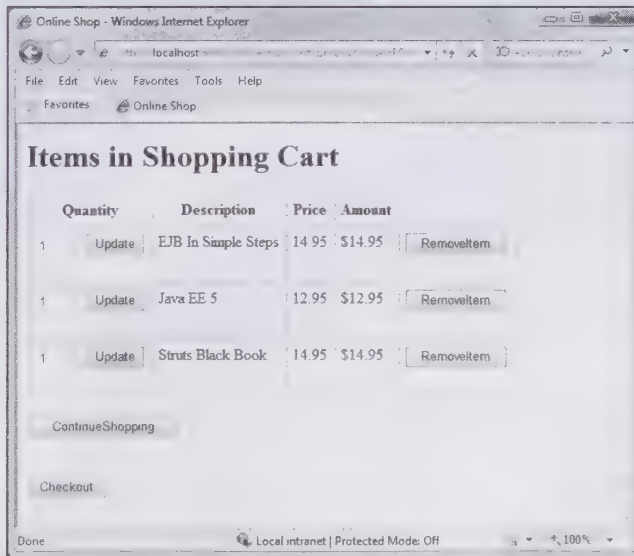 Online Shop - Windows Internet Explorer
localhost
File Edit View Favorites Tools Help
Favorites Online Shop
Items in Shopping Cart
Quantity Description Price Amount
1 Update EJB In Simple Steps 14.95 $14.95 RemoveItem
1 Update Java EE 5 12.95 $12.95 RemoveItem
1 Update Struts Black Book 14.95 $14.95 RemoveItem
ContinueShopping
Checkout
Done Local intranet | Protected Mode: Off 100%